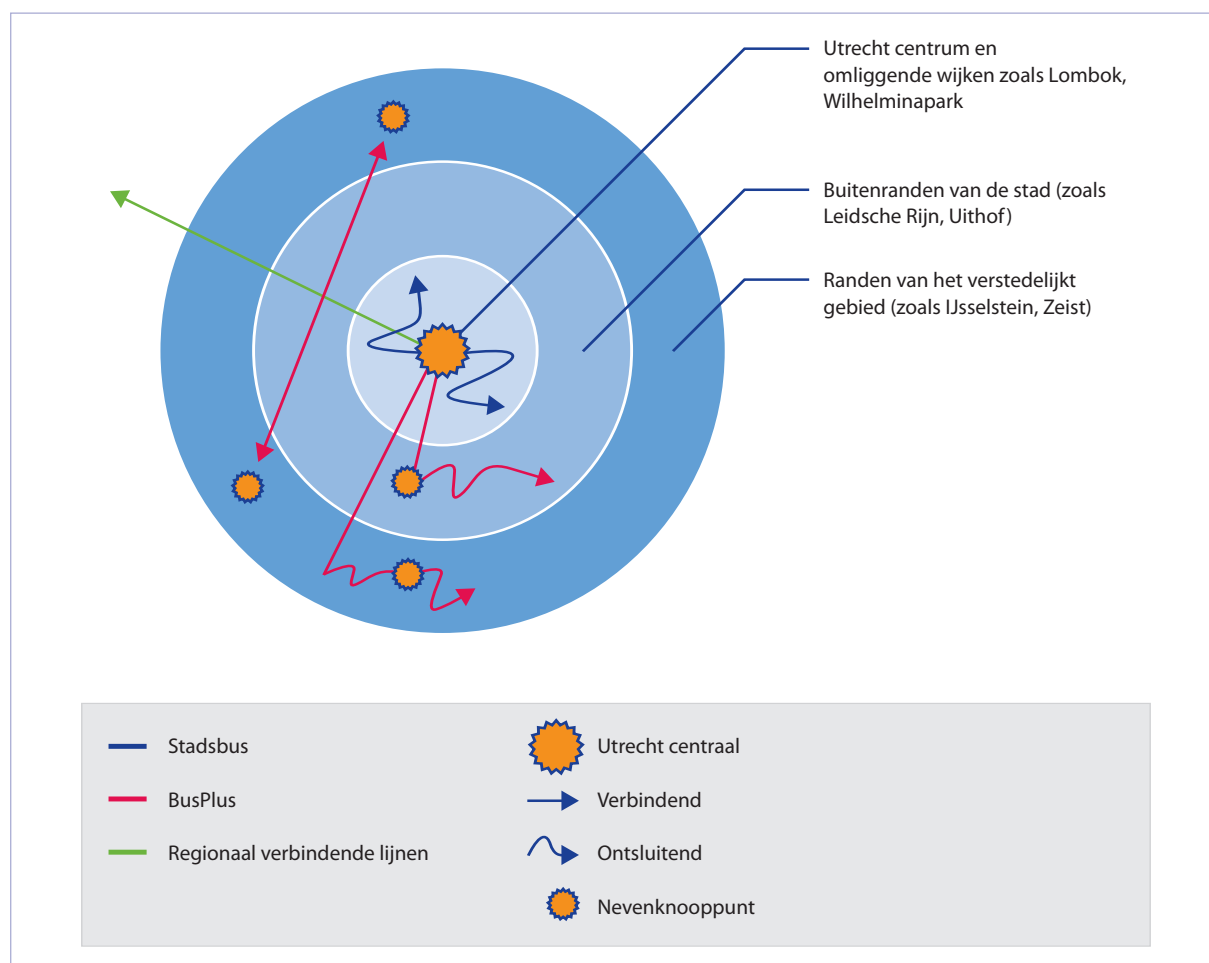 Utrecht centrum en
omliggende wijken zoals Lombok,
Wilhelminapark
Buitenranden van de stad (zoals
Leidsche Rijn, Uithof)
Randen van het verstedelijkt
gebied (zoals IJsselstein, Zeist)
Stadsbus
BusPlus
Regionaal verbindende lijnen
Utrecht centraal
Verbindend
Ontsluitend
Nevenknooppunt